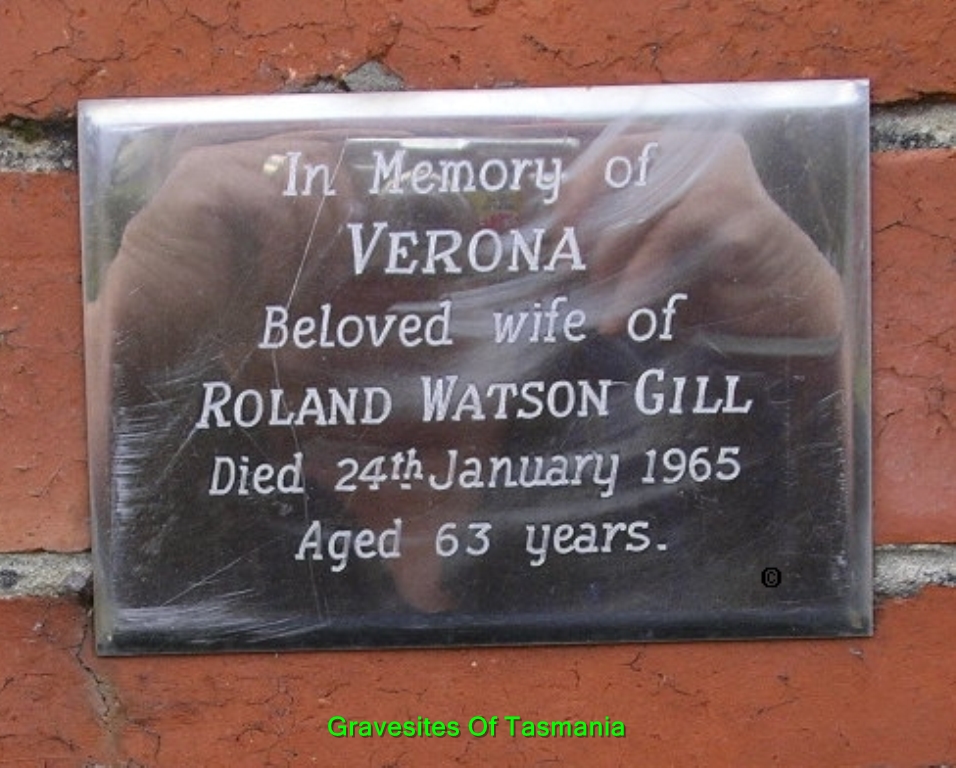 In Memory of
VERONA
Beloved wife of
ROLAND WATSON GILL
Died 24th January 1965
Aged 63 years.
©
Gravesites Of Tasmania